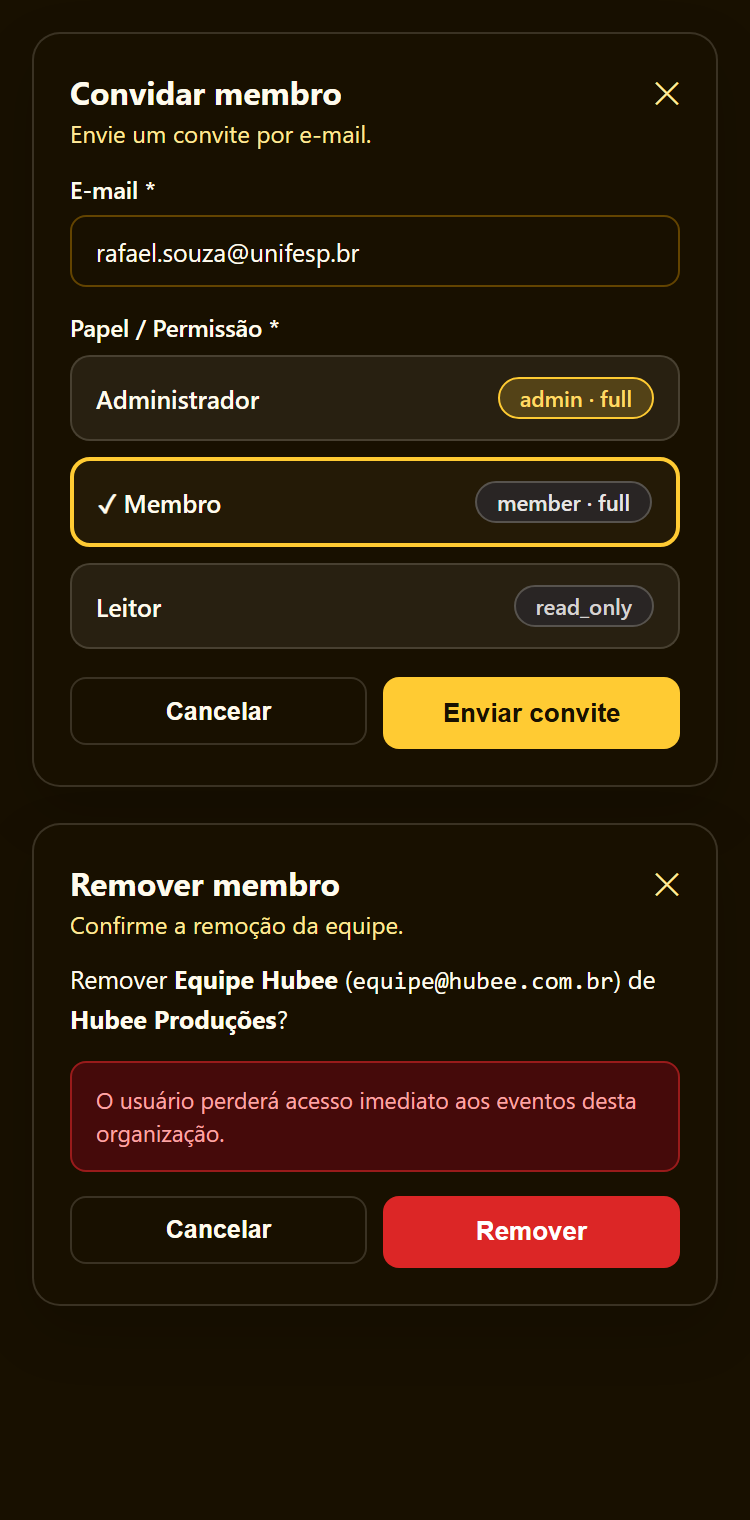 Convidar membro
Envie um convite por e-mail.
E-mail *
rafael.souza@unifesp.br
Papel / Permissão *
Administrador admin · full
✓ Membro member · full
Leitor read_only
Cancelar Enviar convite
Remover membro
Confirme a remoção da equipe.
Remover Equipe Hubee (equipe@hubee.com.br) de
Hubee Produções?
O usuário perderá acesso imediato aos eventos desta
organização.
Cancelar Remover